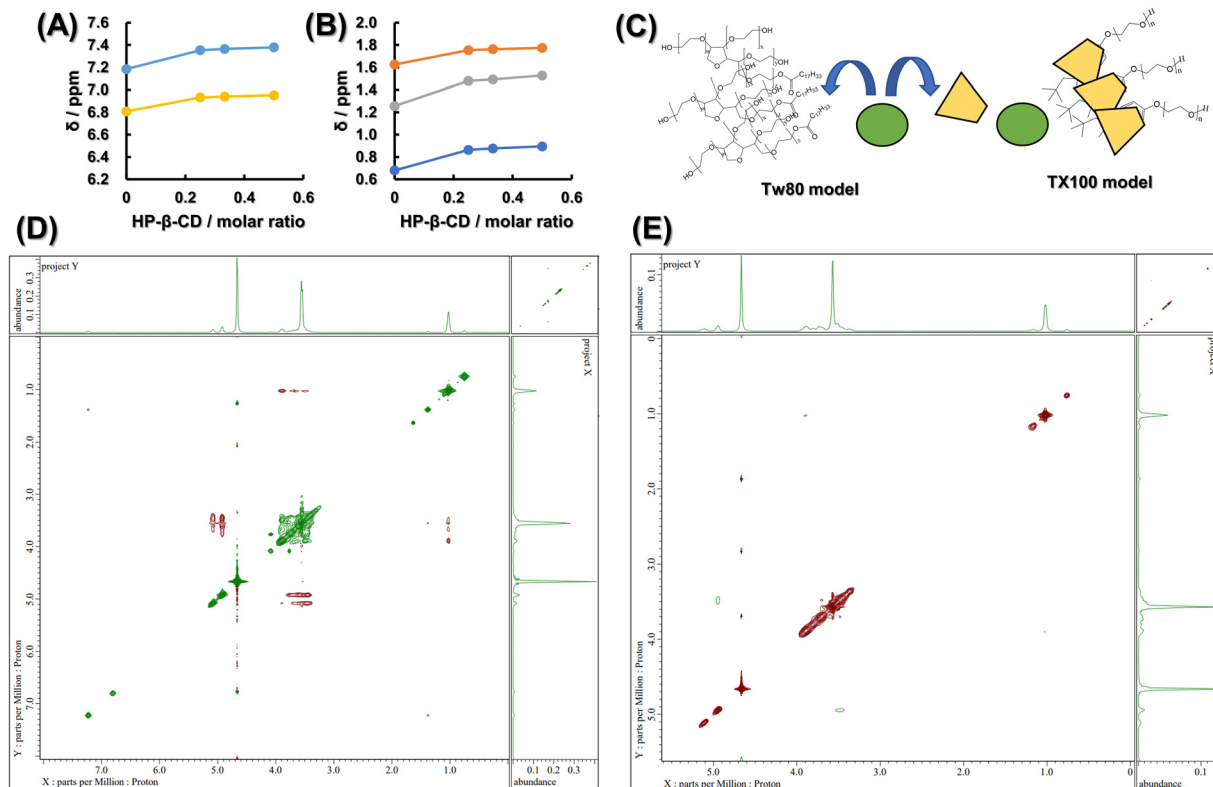 (A)
7.6
7.4
7.2
7.0
6.8
6.6
6.4
6.2
δ / ppm
0
0.2
0.4
0.6
HP-β-CD / molar ratio
(B)
2.0
1.8
1.6
1.4
1.2
1.0
0.8
0.6
δ / ppm
0
0.2
0.4
0.6
HP-β-CD / molar ratio
(C)
Tw80 model
TX100 model
(D)
project Y
abundance
0.1 0.2 0.3
project X
1.0
2.0
3.0
4.0
5.0
7.0
Y : parts per Million : Proton
7.0 5.0 4.0 3.0 2.0 1.0
X : parts per Million : Proton
0.1 0.2 0.3
abundance
(E)
project Y
abundance
0.1
project X
0
1.0
2.0
3.0
4.0
5.0
Y : parts per Million : Proton
5.0 4.0 3.0 2.0 1.0 0
X : parts per Million : Proton
0.1
abundance